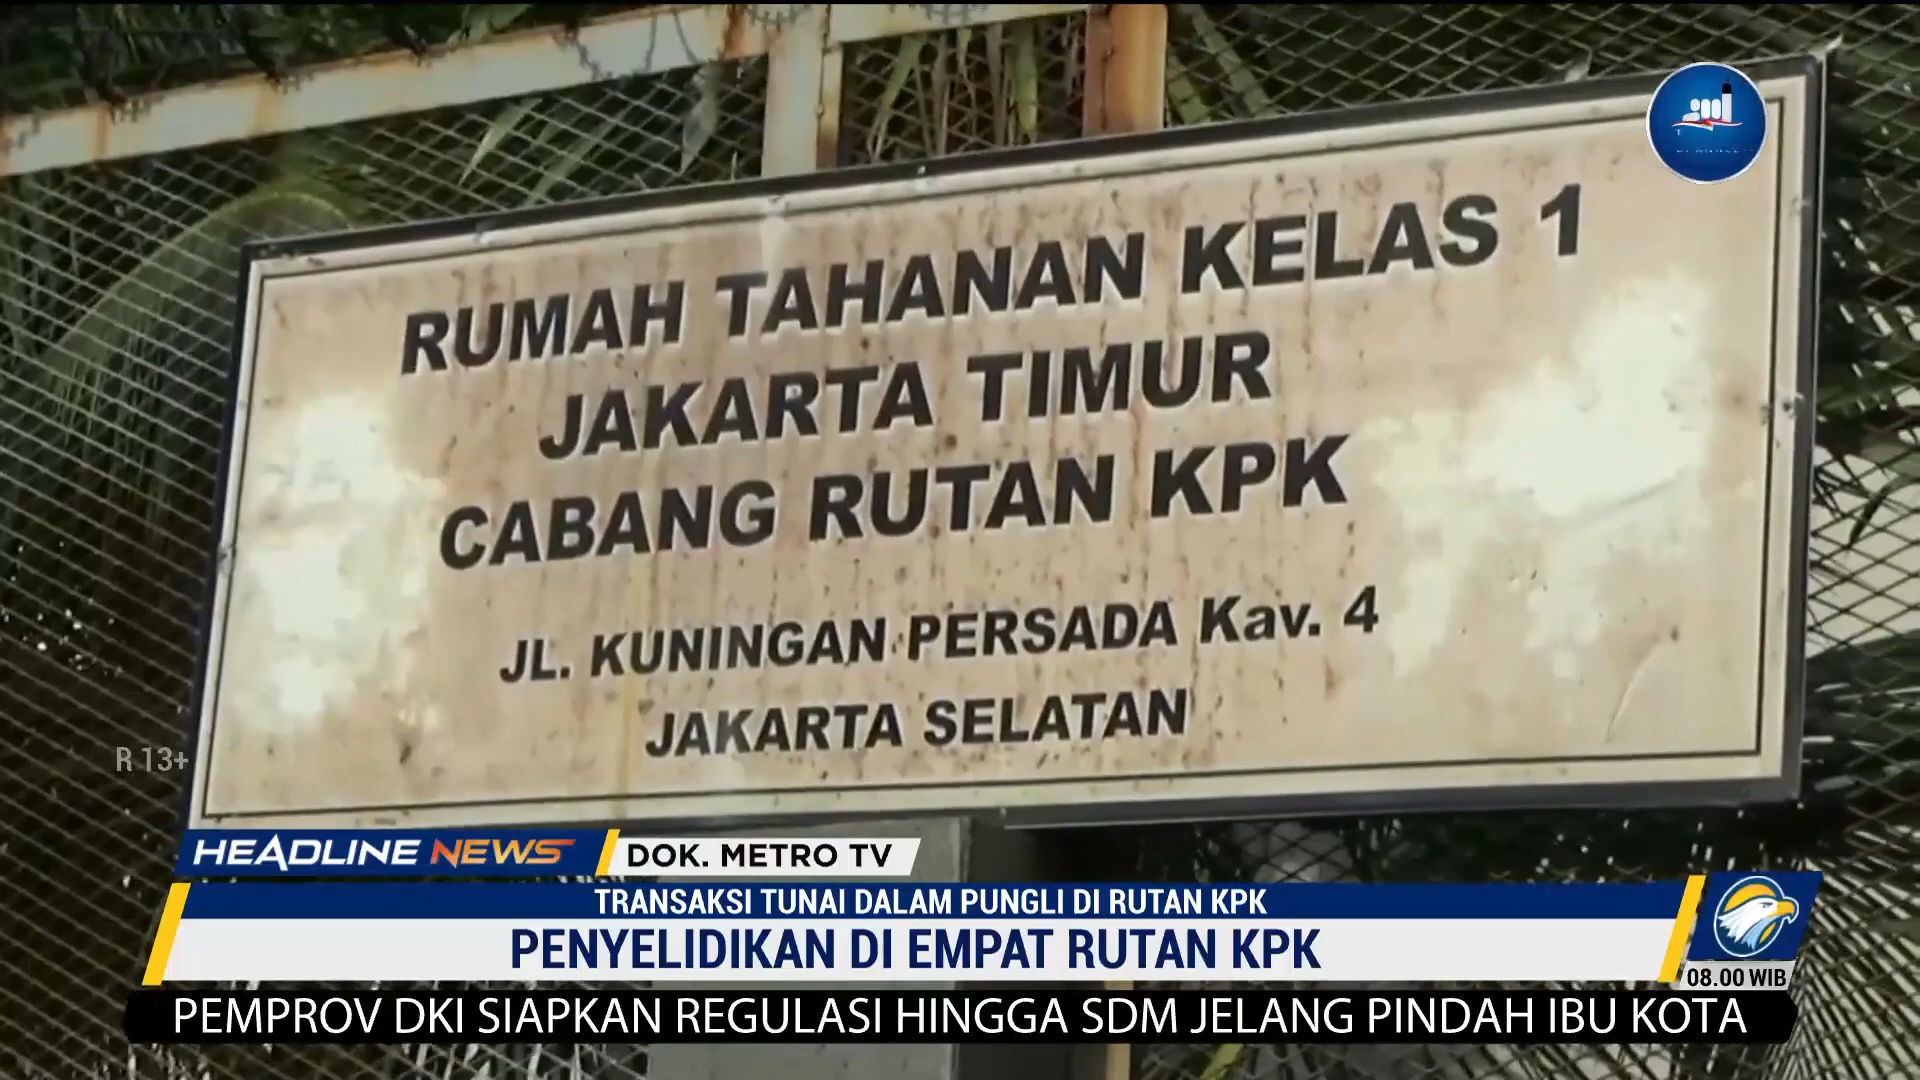 RUMAH TAHANAN KELAS 1
JAKARTA TIMUR
CABANG RUTAN KPK
JL. KUNINGAN PERSADA Kav. 4
JAKARTA SELATAN
R 13+
HEADLINE NEWS
DOK. METRO TV
TRANSAKSI TUNAI DALAM PUNGLI DI RUTAN KPK
PENYELIDIKAN DI EMPAT RUTAN KPK
08.00 WIB
PEMPROV DKI SIAPKAN REGULASI HINGGA SDM JELANG PINDAH IBU KOTA